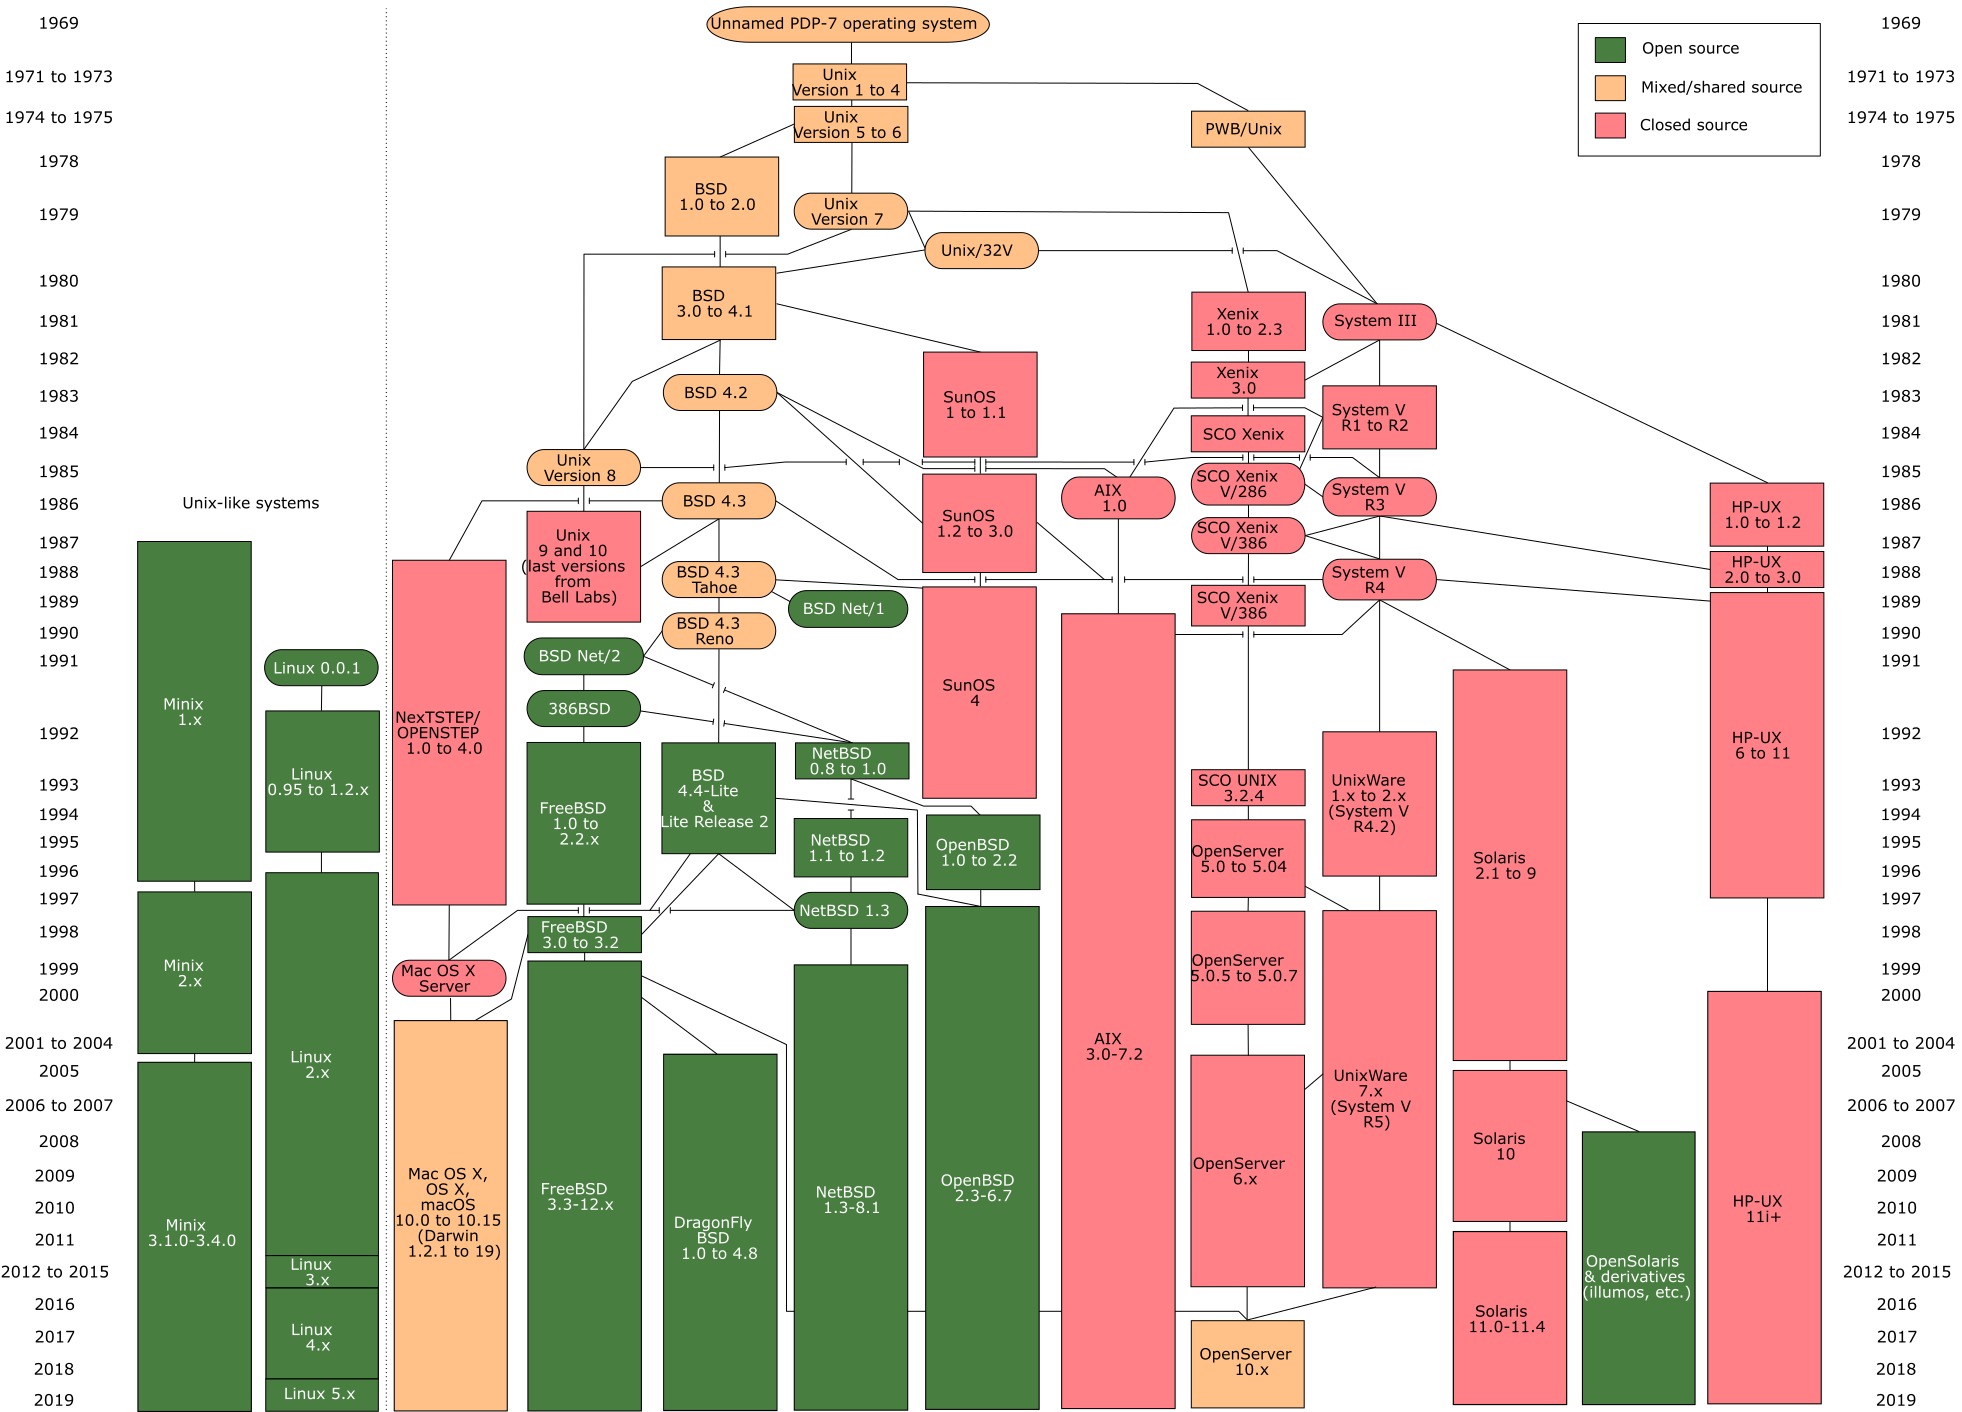 1969
1971 to 1973
1974 to 1975
1978
1979
1980
1981
1982
1983
1984
1985
1986
1987
1988
1989
1990
1991
1992
1993
1994
1995
1996
1997
1998
1999
2000
2001 to 2004
2005
2006 to 2007
2008
2009
2010
2011
2012 to 2015
2016
2017
2018
2019
Unix-like systems
Minix
1.x
Minix
2.x
Minix
3.1.0-3.4.0
Linux 0.0.1
Linux
0.95 to 1.2.x
Linux
2.x
Linux
3.x
Linux
4.x
Linux 5.x
Unnamed PDP-7 operating system
Unix
Version 1 to 4
Unix
Version 5 to 6
PWB/Unix
BSD
1.0 to 2.0
Unix
Version 7
Unix/32V
BSD
3.0 to 4.1
Xenix
1.0 to 2.3
System III
Xenix
3.0
BSD 4.2
SunOS
1 to 1.1
System V
R1 to R2
SCO Xenix
Unix
Version 8
SCO Xenix
V/286
AIX
1.0
System V
R3
BSD 4.3
HP-UX
1.0 to 1.2
SunOS
1.2 to 3.0
Unix
9 and 10
(last versions
from
Bell Labs)
SCO Xenix
V/386
HP-UX
2.0 to 3.0
BSD 4.3
Tahoe
System V
R4
BSD Net/1
SCO Xenix
V/386
BSD 4.3
Reno
BSD Net/2
386BSD
SunOS
4
NexTSTEP/
OPENSTEP
1.0 to 4.0
HP-UX
6 to 11
NetBSD
0.8 to 1.0
BSD
4.4-Lite
&
Lite Release 2
FreeBSD
1.0 to
2.2.x
SCO UNIX
3.2.4
UnixWare
1.x to 2.x
(System V
R4.2)
NetBSD
1.1 to 1.2
OpenBSD
1.0 to 2.2
OpenServer
5.0 to 5.04
Solaris
2.1 to 9
NetBSD 1.3
FreeBSD
3.0 to 3.2
Mac OS X
Server
OpenServer
5.0.5 to 5.0.7
AIX
3.0-7.2
UnixWare
7.x
(System V
R5)
Solaris
10
OpenServer
6.x
Mac OS X,
OS X,
macOS
10.0 to 10.15
(Darwin
1.2.1 to 19)
FreeBSD
3.3-12.x
DragonFly
BSD
1.0 to 4.8
NetBSD
1.3-8.1
OpenBSD
2.3-6.7
HP-UX
11i+
OpenSolaris
& derivatives
(illumos, etc.)
Solaris
11.0-11.4
OpenServer
10.x
Open source
Mixed/shared source
Closed source
1969
1971 to 1973
1974 to 1975
1978
1979
1980
1981
1982
1983
1984
1985
1986
1987
1988
1989
1990
1991
1992
1993
1994
1995
1996
1997
1998
1999
2000
2001 to 2004
2005
2006 to 2007
2008
2009
2010
2011
2012 to 2015
2016
2017
2018
2019